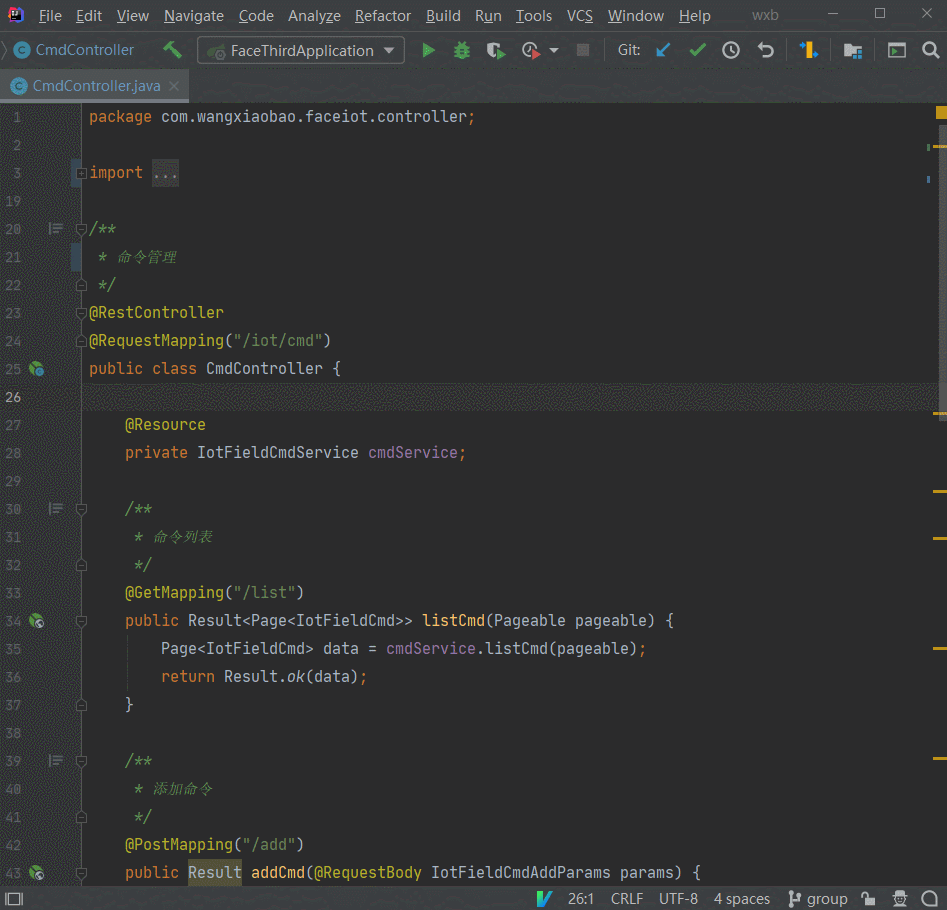 File Edit View Navigate Code Analyze Refactor Build Run Tools VCS Window Help wxb
CmdController FaceThirdApplication Git:
CmdController.java
1 package com.wangxiaobao.faceiot.controller;
2
3 import ...
19
20 /**
21 * 命令管理
22 */
23 @RestController
24 @RequestMapping("/iot/cmd")
25 public class CmdController {
26
27 @Resource
28 private IotFieldCmdService cmdService;
29
30 /**
31 * 命令列表
32 */
33 @GetMapping("/list")
34 public Result<Page<IotFieldCmd>> listCmd(Pageable pageable) {
35 Page<IotFieldCmd> data = cmdService.listCmd(pageable);
36 return Result.ok(data);
37 }
38
39 /**
40 * 添加命令
41 */
42 @PostMapping("/add")
43 public Result addCmd(@RequestBody IotFieldCmdAddParams params) {
26:1 CRLF UTF-8 4 spaces group